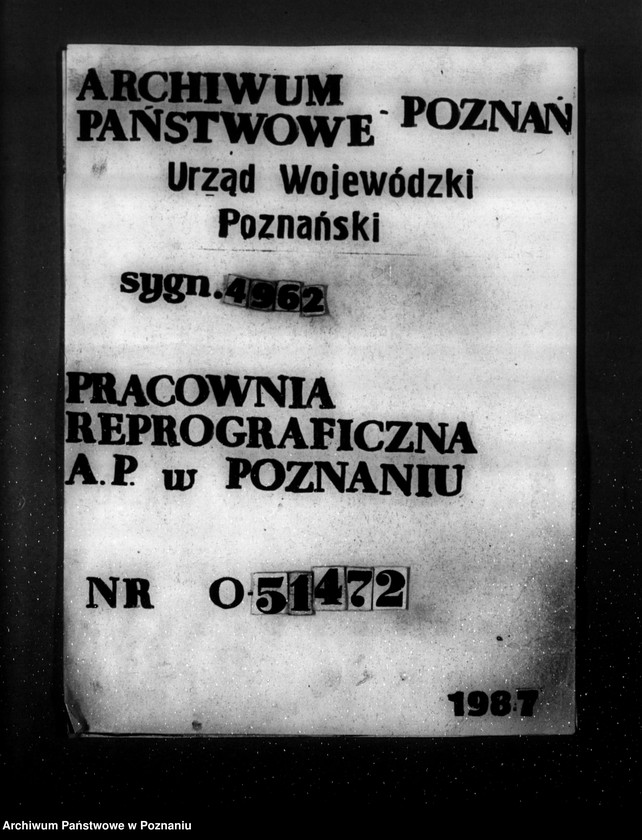 ARCHIWUM
PAŃSTWOWE - POZNAŃ
Urząd Wojewódzki
Poznański
sygn. 4962
PRACOWNIA
REPROGRAFICZNA
A.P. w POZNANIU
NR O-51472
1987
Archiwum Państwowe w Poznaniu